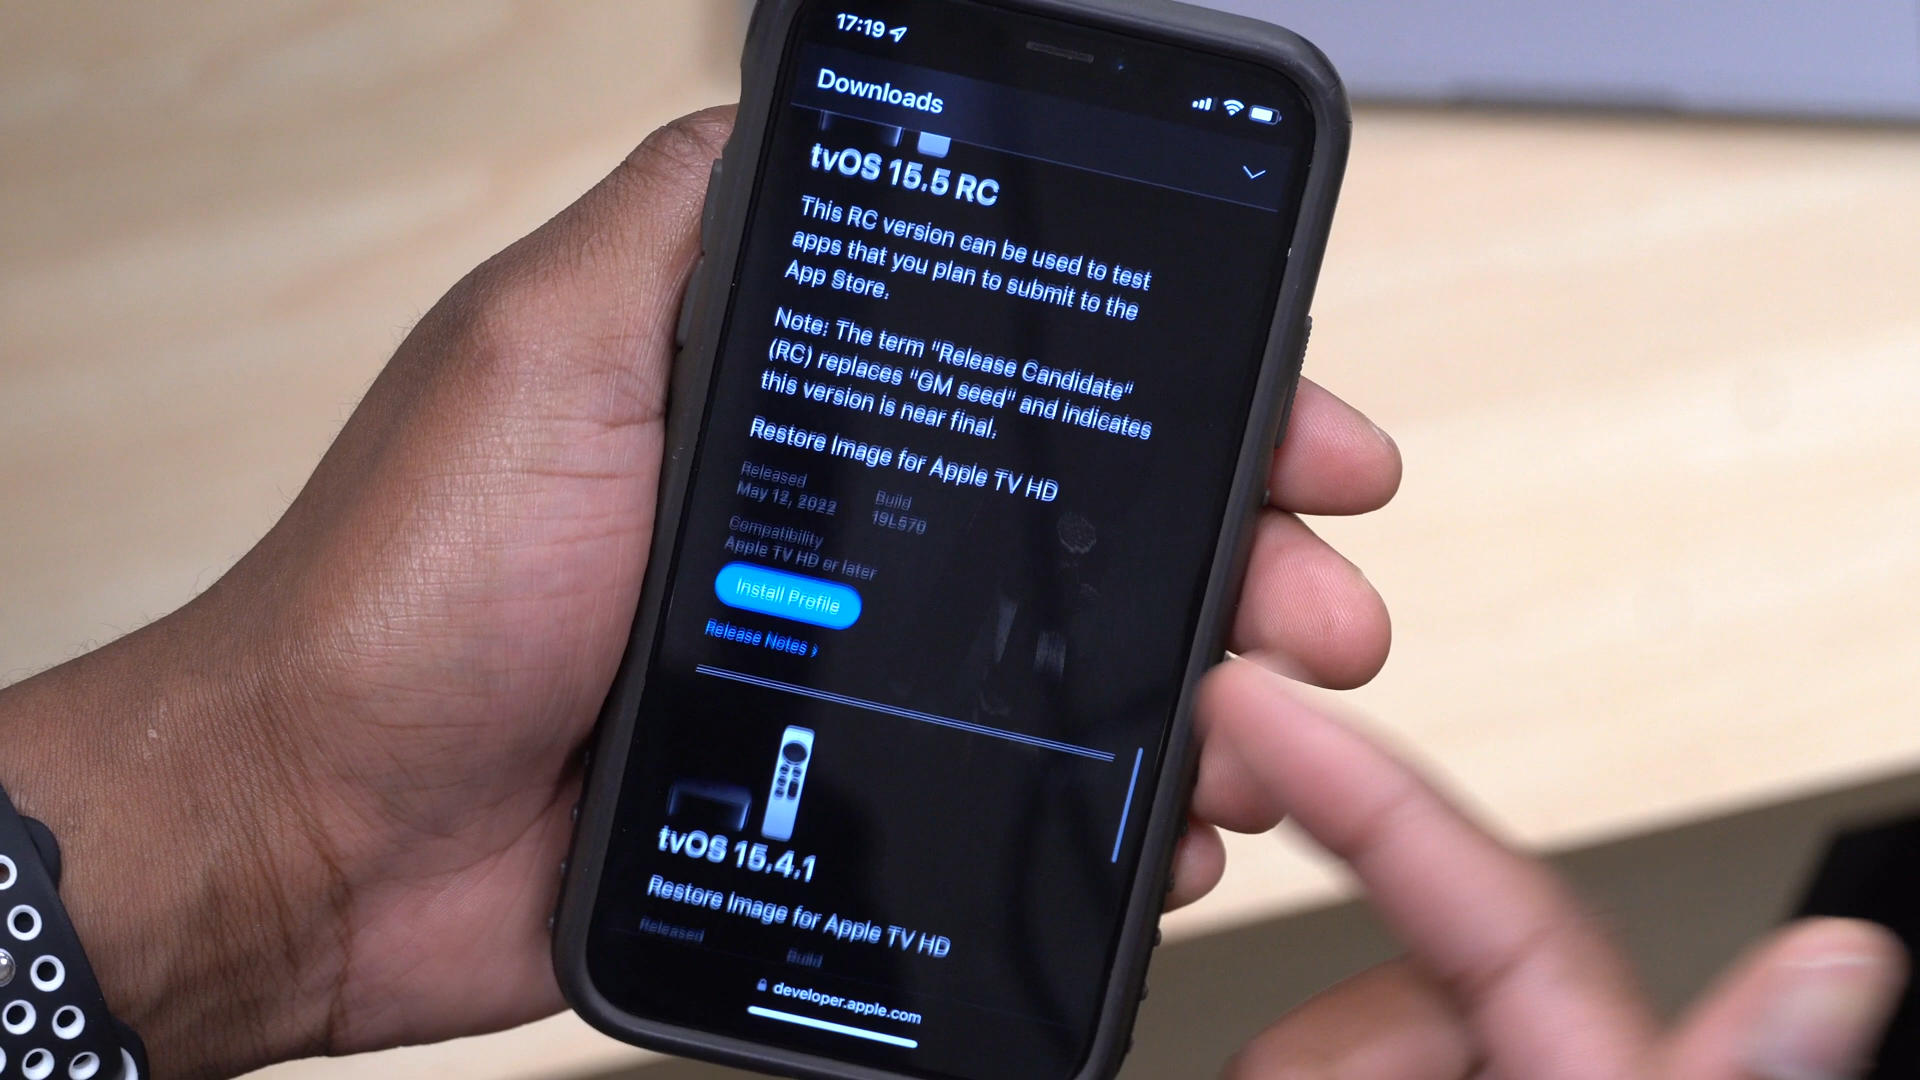 17:19
Downloads
tvOS 15.5 RC
This RC version can be used to test
apps that you plan to submit to the
App Store.
Note: The term "Release Candidate"
(RC) replaces "GM seed" and indicates
this version is near final.
Restore Image for Apple TV HD
Released
May 12, 2022
Build
19L570
Compatibility
Apple TV HD or later
Install Profile
Release Notes ›
tvOS 15.4.1
Restore Image for Apple TV HD
Released
Build
developer.apple.com